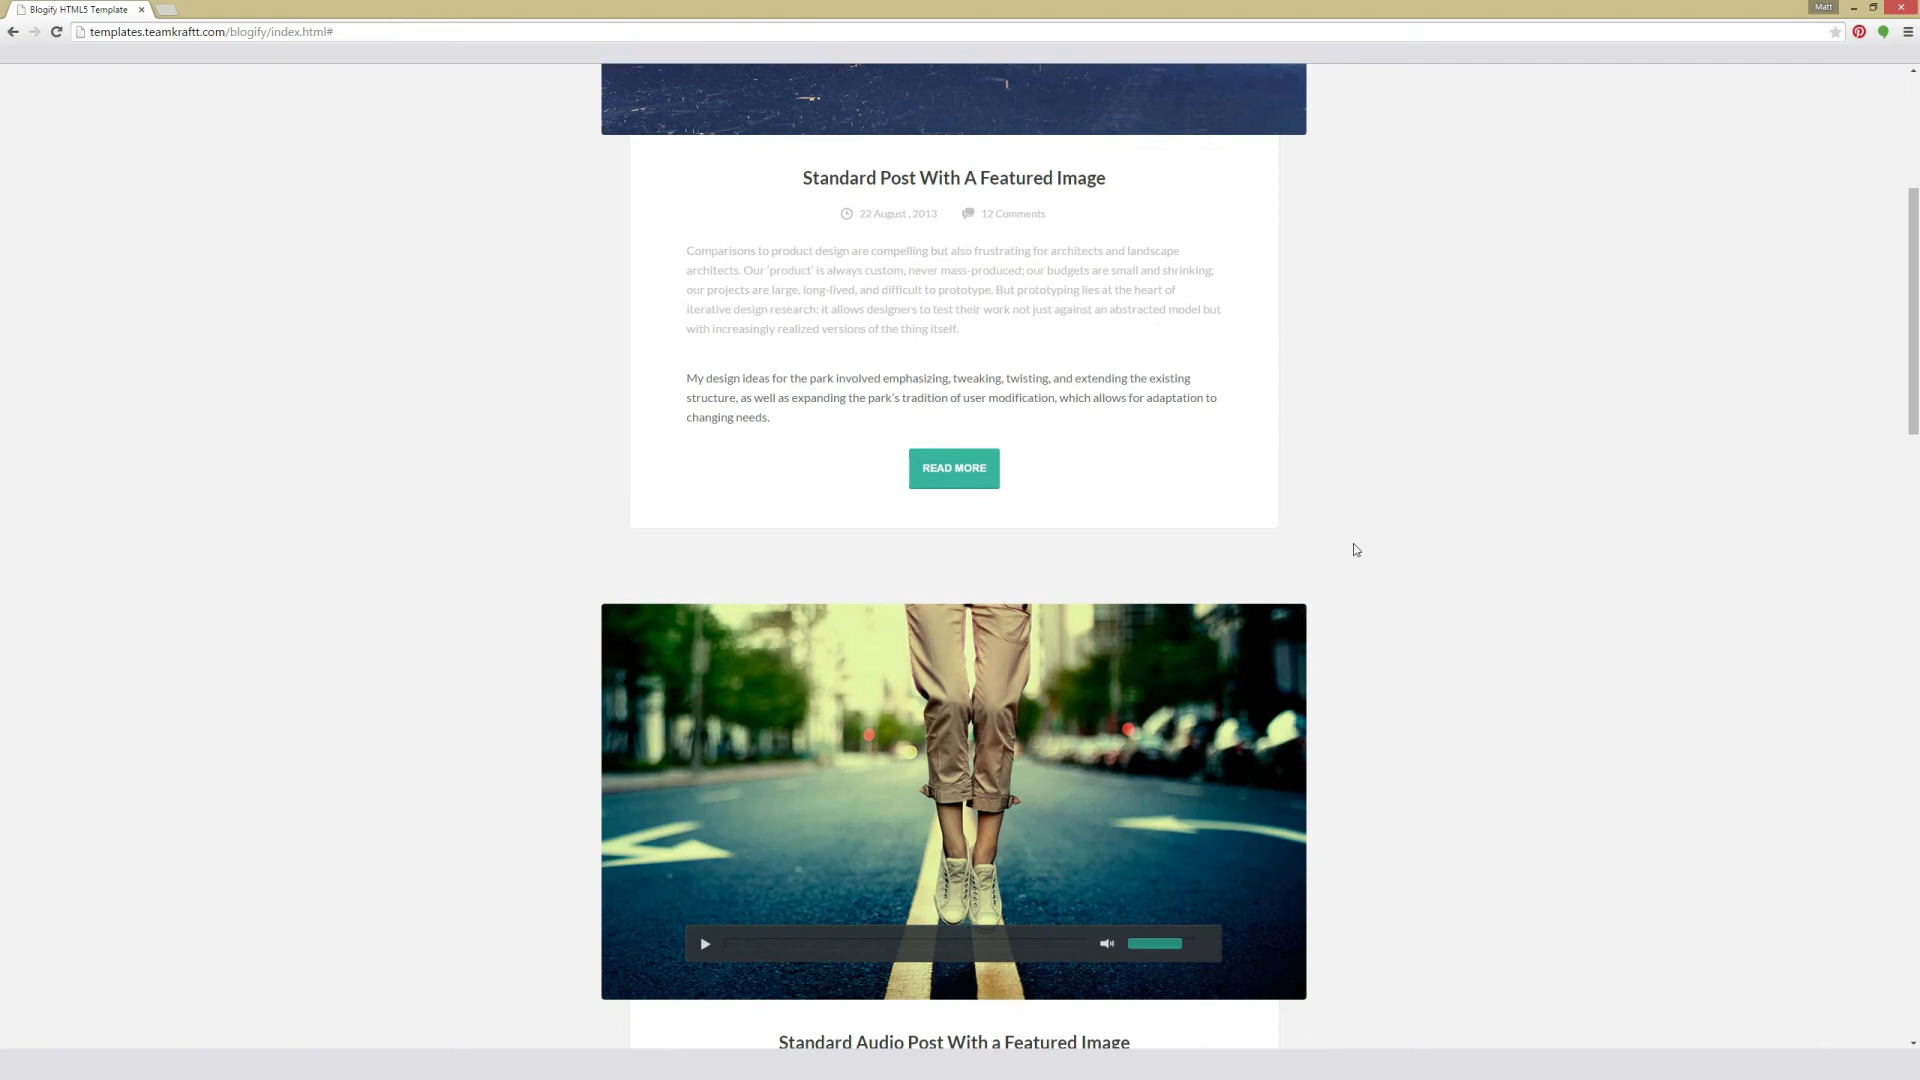 Blogify HTML5 Template
Matt
templates.teamkraftt.com/blogify/index.html#
Standard Post With A Featured Image
22 August , 2013 12 Comments
Comparisons to product design are compelling but also frustrating for architects and landscape
architects. Our ‘product’ is always custom, never mass-produced; our budgets are small and shrinking;
our projects are large, long-lived, and difficult to prototype. But prototyping lies at the heart of
iterative design research: it allows designers to test their work not just against an abstracted model but
with increasingly realized versions of the thing itself.
My design ideas for the park involved emphasizing, tweaking, twisting, and extending the existing
structure, as well as expanding the park’s tradition of user modification, which allows for adaptation to
changing needs.
READ MORE
Standard Audio Post With a Featured Image